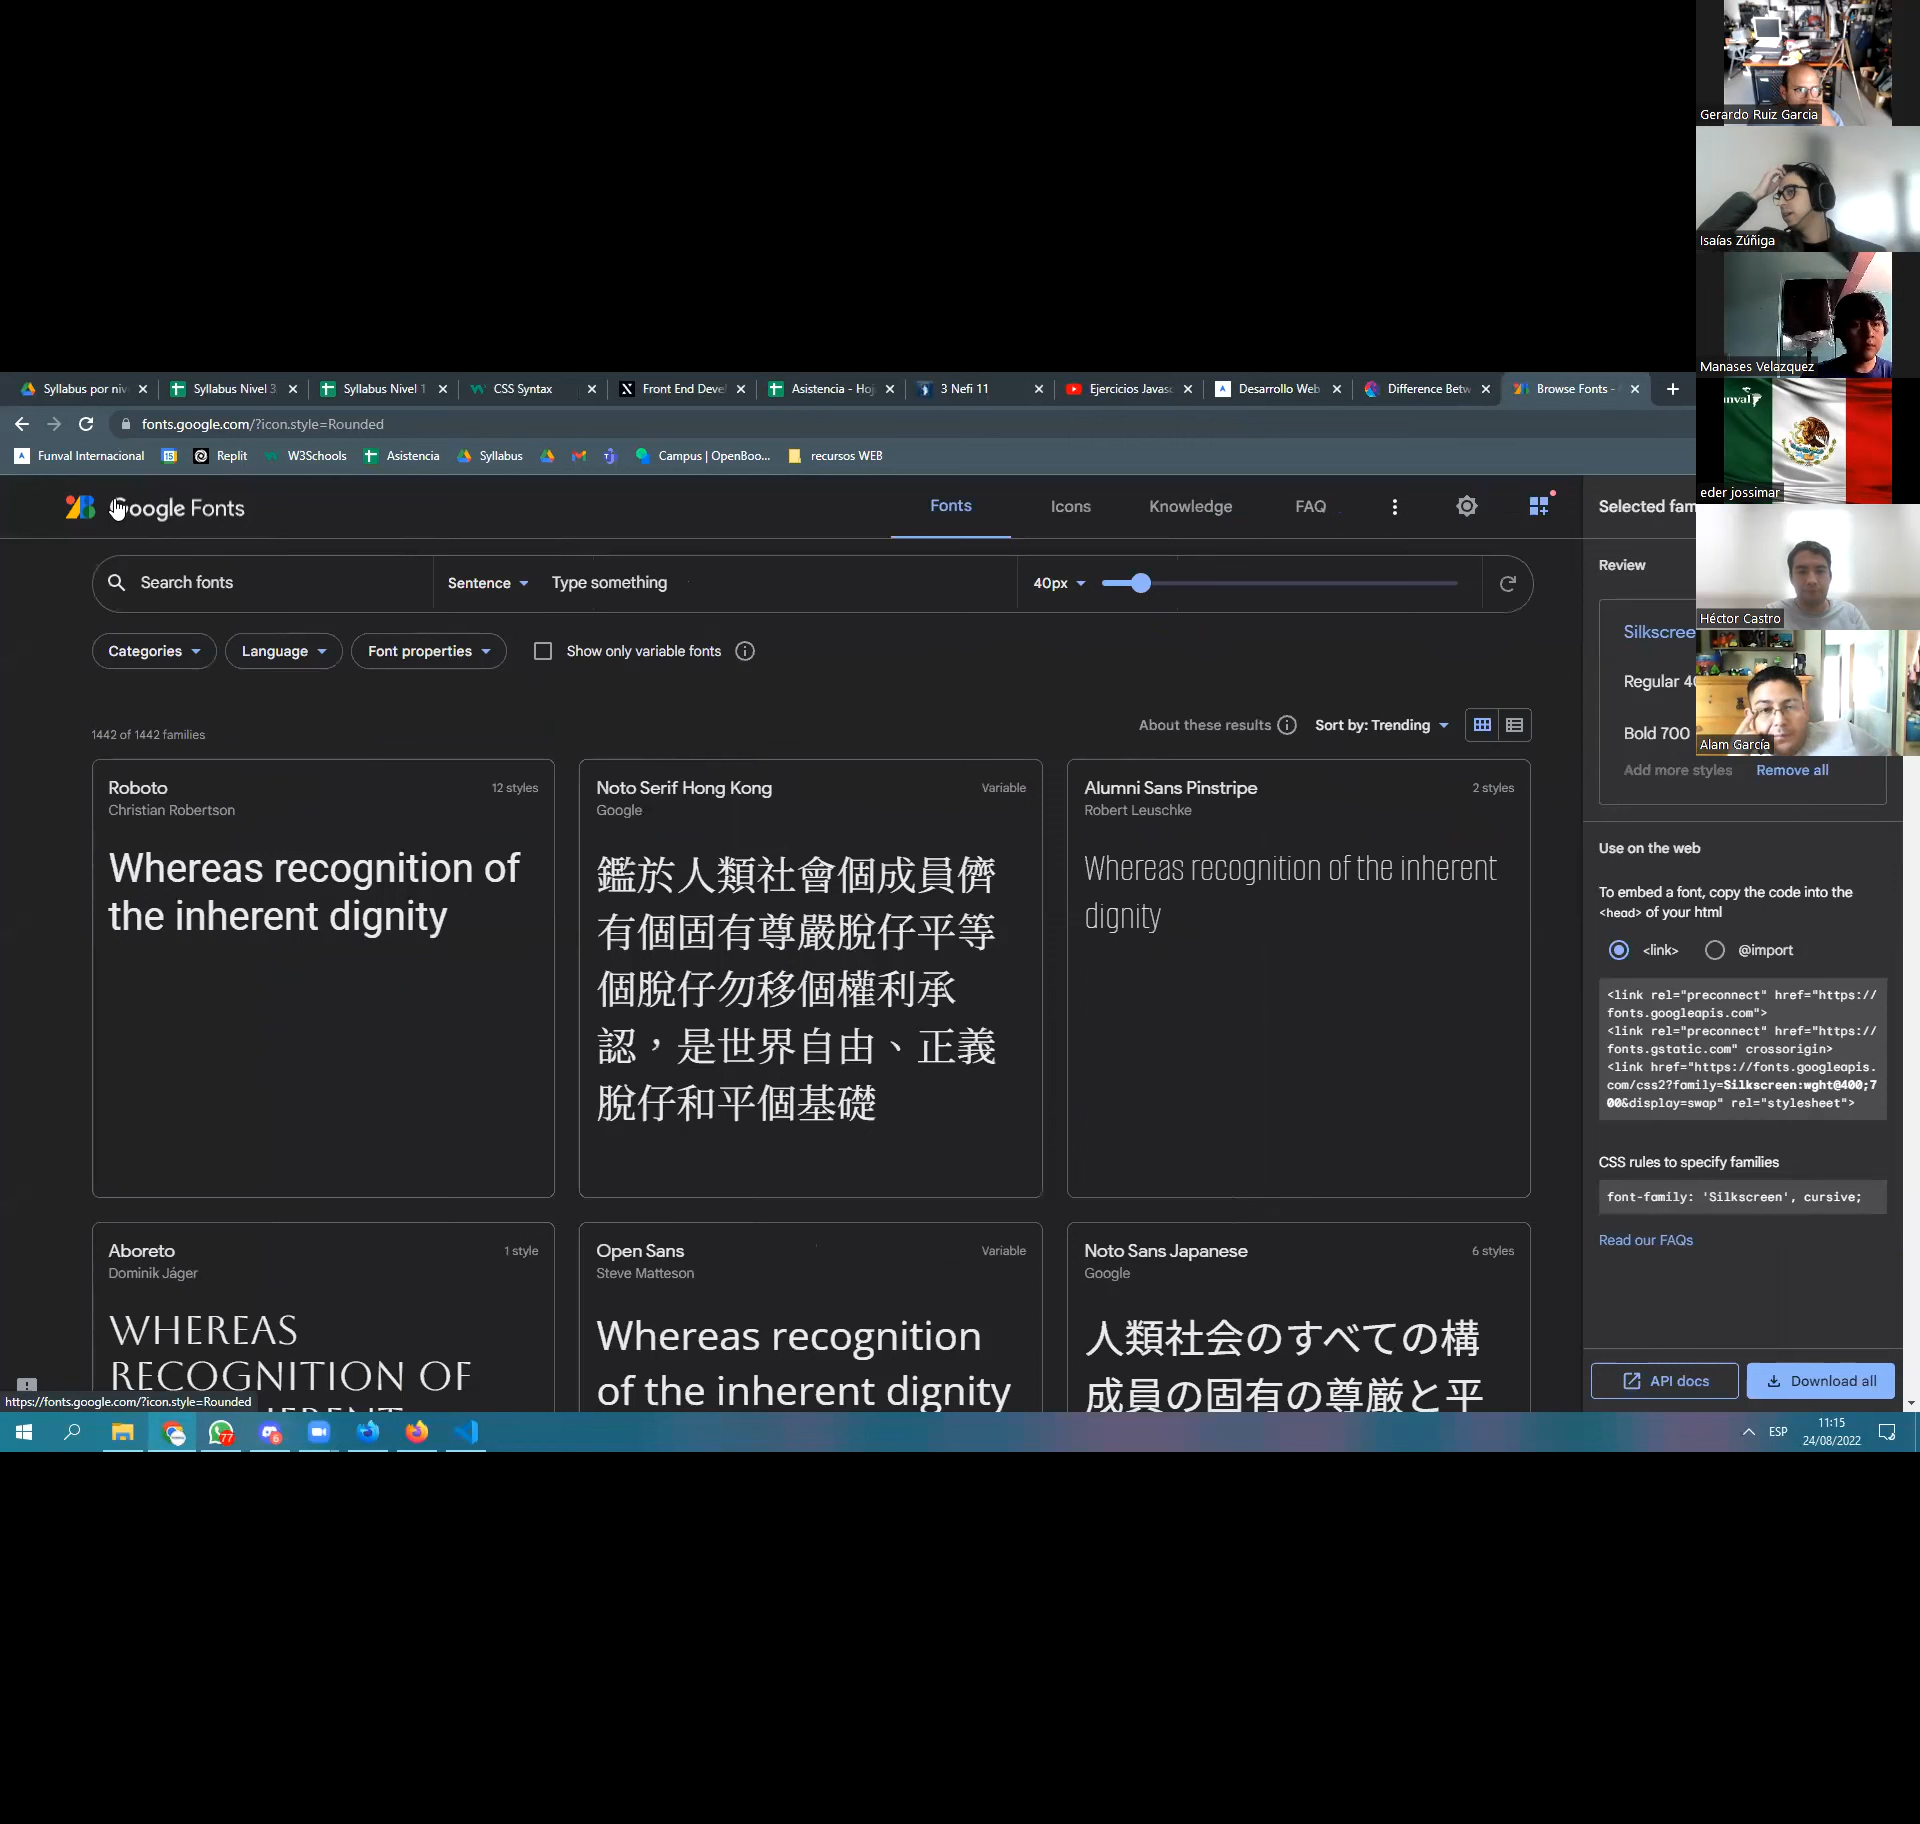 Gerardo Ruiz Garcia
Isaías Zúñiga
Manases Velazquez
nval
eder jossimar
Héctor Castro
Alam García
Syllabus por niv
Syllabus Nivel 3
Syllabus Nivel 1
CSS Syntax
Front End Deve
Asistencia - Hoj
3 Nefi 11
Ejercicios Javasc
Desarrollo Web
Difference Betw
Browse Fonts -
fonts.google.com/?icon.style=Rounded
Funval Internacional
15
Replit
W3Schools
Asistencia
Syllabus
Campus | OpenBoo...
recursos WEB
Google Fonts
Fonts
Icons
Knowledge
FAQ
Selected fam
Search fonts
Sentence
Type something
40px
Review
Categories
Language
Font properties
Show only variable fonts
Silkscree
Regular 40
Bold 700
Add more styles
Remove all
1442 of 1442 families
About these results
Sort by: Trending
Roboto
12 styles
Christian Robertson
Whereas recognition of
the inherent dignity
Noto Serif Hong Kong
Variable
Google
鑑於人類社會個成員儕
有個固有尊嚴脫仔平等
個脫仔勿移個權利承
認，是世界自由、正義
脫仔和平個基礎
Alumni Sans Pinstripe
2 styles
Robert Leuschke
Whereas recognition of the inherent
dignity
Use on the web
To embed a font, copy the code into the
<head> of your html
<link>
@import
<link rel="preconnect" href="https://
fonts.googleapis.com">
<link rel="preconnect" href="https://
fonts.gstatic.com" crossorigin>
<link href="https://fonts.googleapis.
com/css2?family=Silkscreen:wght@400;7
00&display=swap" rel="stylesheet">
CSS rules to specify families
font-family: 'Silkscreen', cursive;
Read our FAQs
Aboreto
1 style
Dominik Jáger
WHEREAS
RECOGNITION OF
Open Sans
Variable
Steve Matteson
Whereas recognition
of the inherent dignity
Noto Sans Japanese
6 styles
Google
人類社会のすべての構
成員の固有の尊厳と平
API docs
Download all
https://fonts.google.com/?icon.style=Rounded
77
6
ESP
11:15
24/08/2022